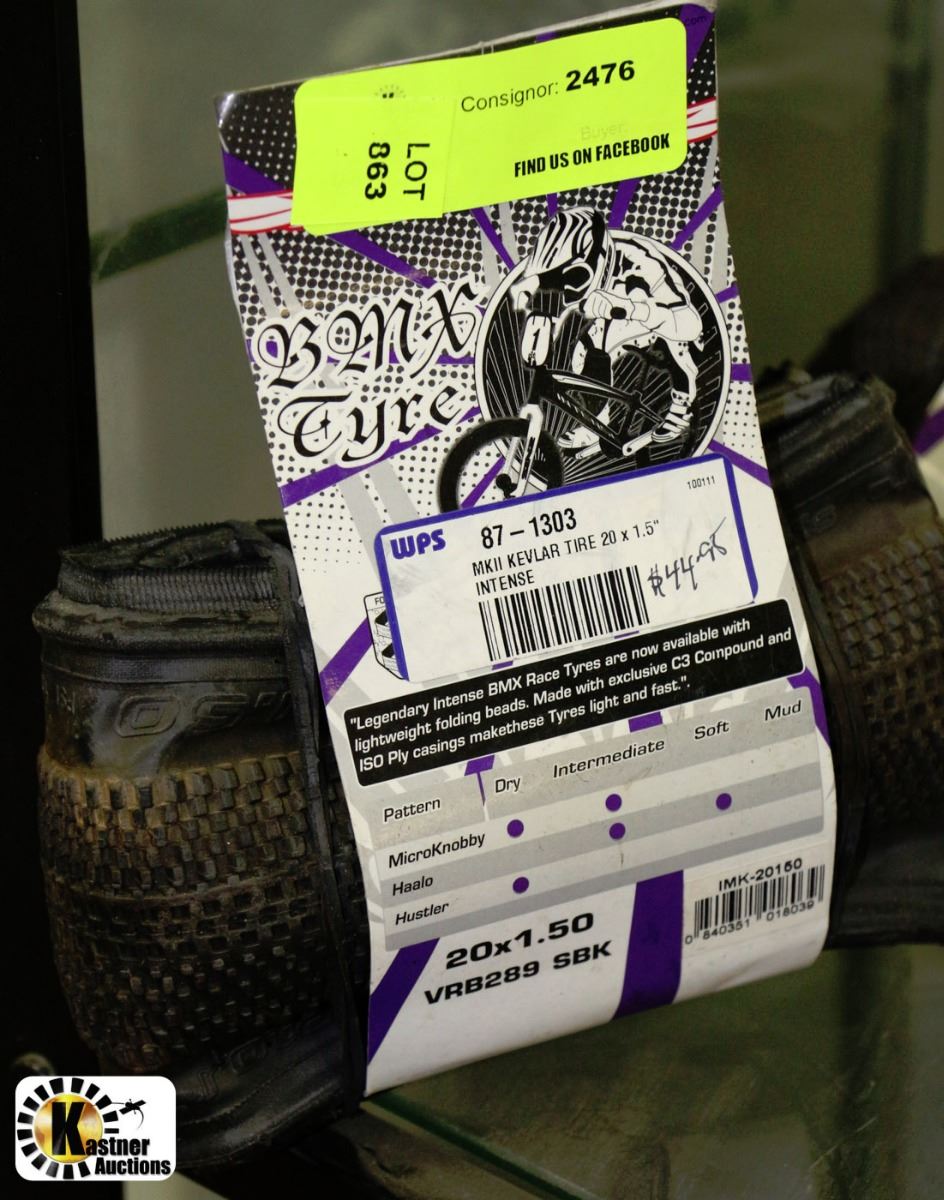 .com
Consignor: 2476
Buyer:
FIND US ON FACEBOOK
LOT
863
BMX
Tyre
1
WPS
87-1303
100111
MKII KEVLAR TIRE 20 x 1.5"
INTENSE
$44.95
"Legendary Intense BMX Race Tyres are now available with
lightweight folding beads. Made with exclusive C3 Compound and
ISO Ply casings makethese Tyres light and fast.".
Pattern Dry Intermediate Soft Mud
MicroKnobby
Haalo
Hustler
20x1.50
VRB289 SBK
IMK-20150
0 840351 018039
Kastner
Auctions